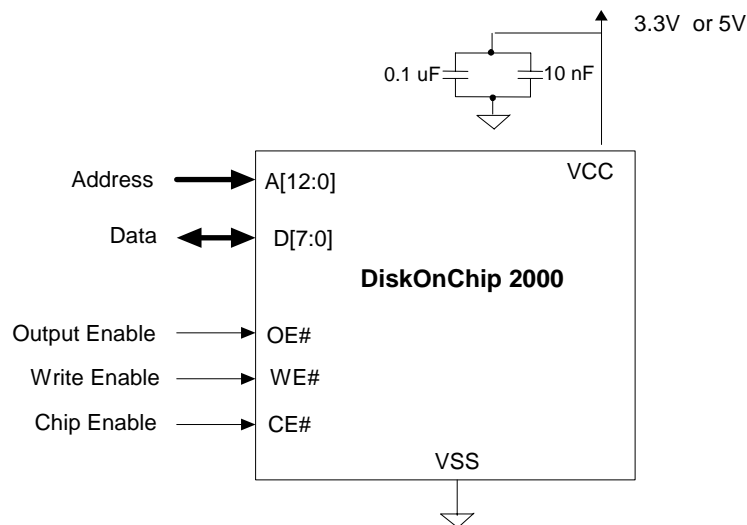 3.3V or 5V
0.1 uF
10 nF
VCC
Address
A[12:0]
Data
D[7:0]
DiskOnChip 2000
Output Enable
OE#
Write Enable
WE#
Chip Enable
CE#
VSS